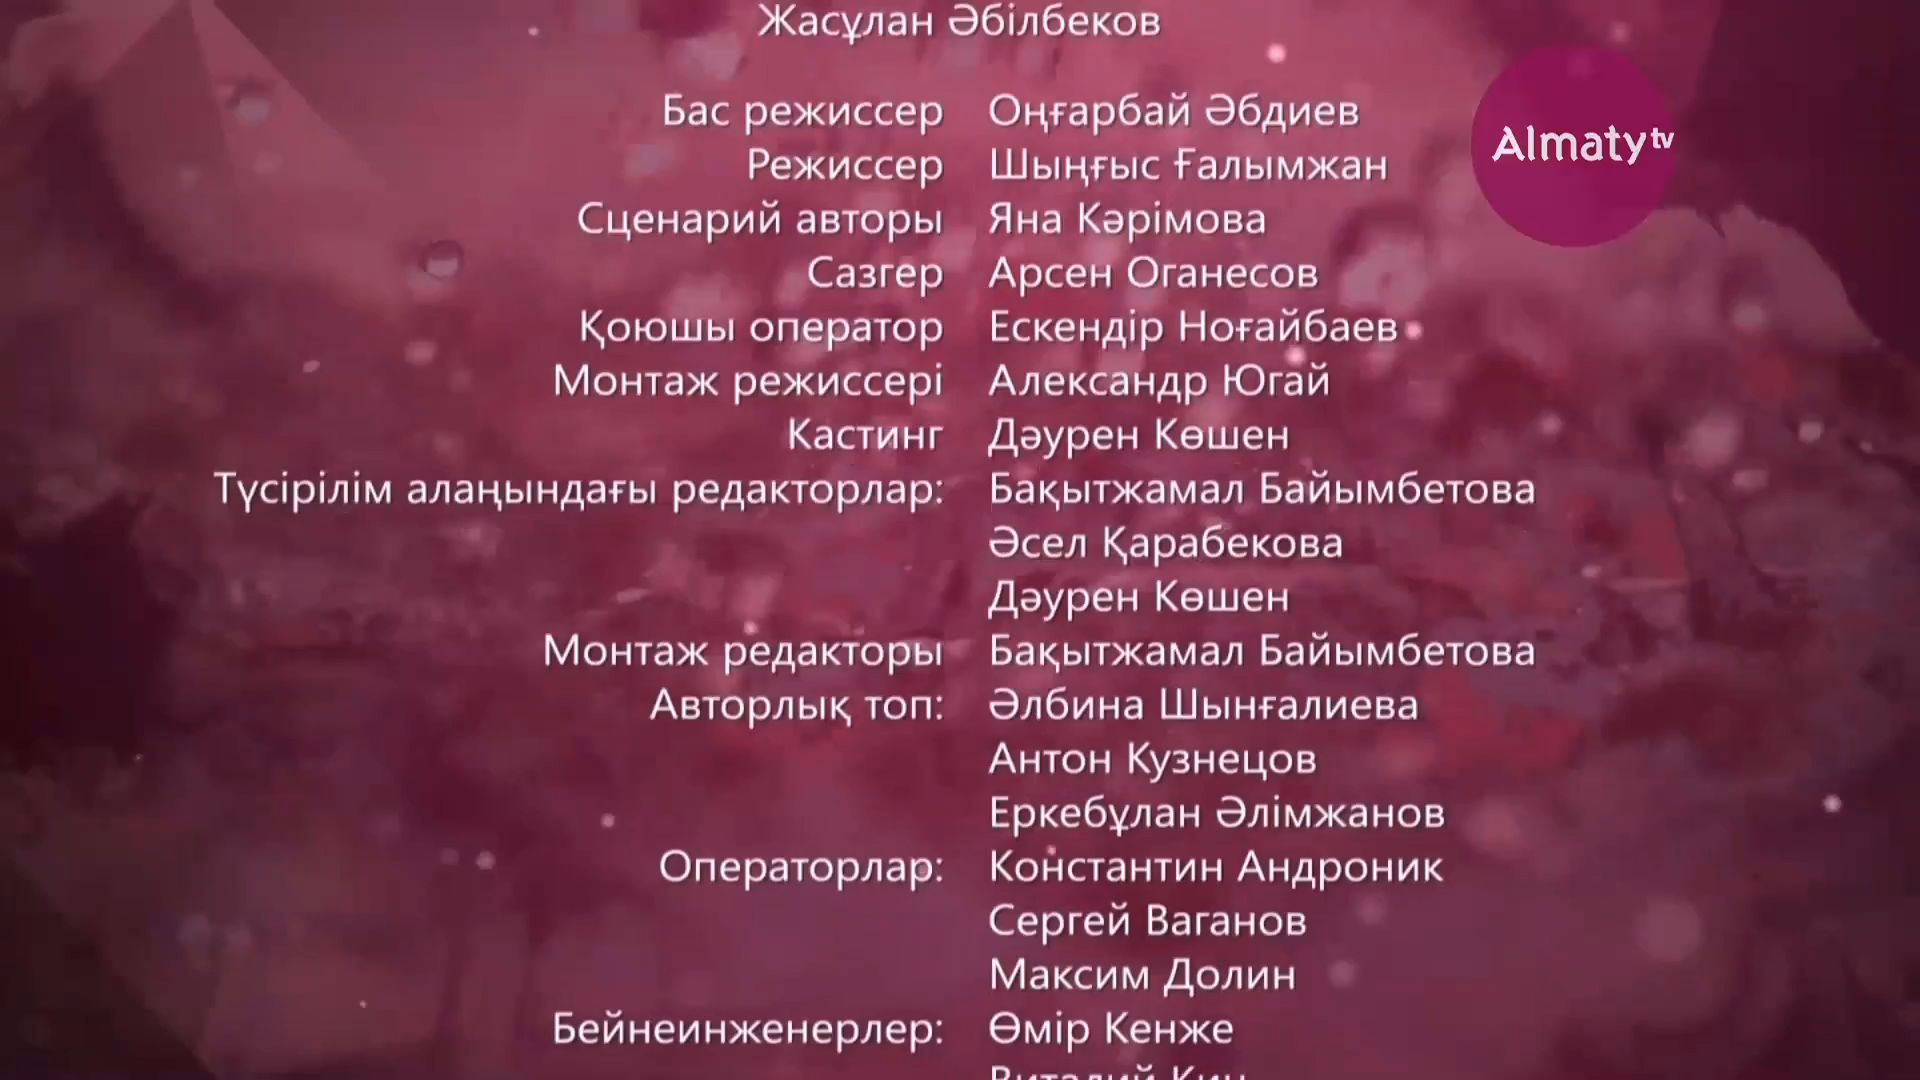 Жасұлан Әбілбеков
Бас режиссер Оңғарбай Әбдиев
Almaty tv
Режиссер Шыңғыс Ғалымжан
Сценарий авторы Яна Кәрімова
Сазгер Арсен Оганесов
Қоюшы оператор Ескендір Ноғайбаев
Монтаж режиссері Александр Югай
Кастинг Дәурен Көшен
Түсірілім алаңындағы редакторлар: Бақытжамал Байымбетова
Әсел Қарабекова
Дәурен Көшен
Монтаж редакторы Бақытжамал Байымбетова
Авторлық топ: Әлбина Шынғалиева
Антон Кузнецов
Еркебұлан Әлімжанов
Операторлар: Константин Андроник
Сергей Ваганов
Максим Долин
Бейнеинженерлер: Өмір Кенже
Виталий